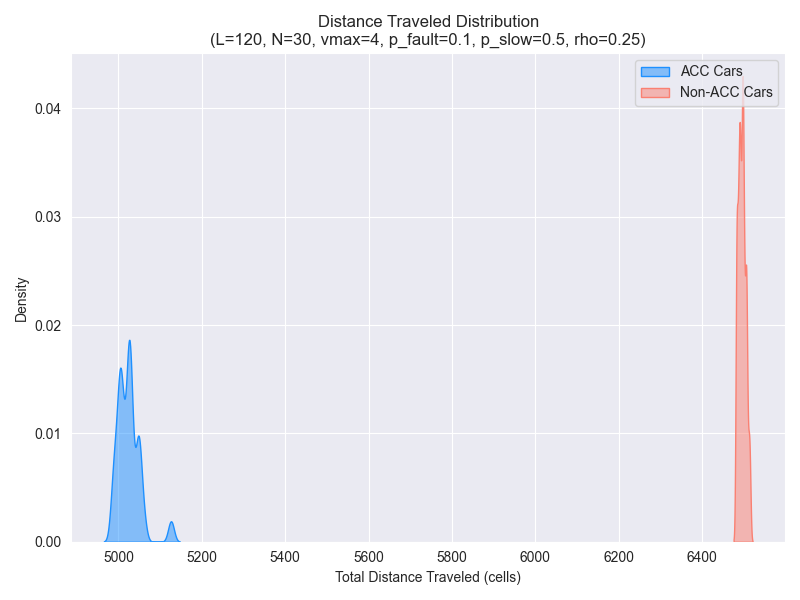 Distance Traveled Distribution
(L=120, N=30, vmax=4, p_fault=0.1, p_slow=0.5, rho=0.25)
ACC Cars
Non-ACC Cars
0.04
0.03
0.02
0.01
0.00
Density
5000 5200 5400 5600 5800 6000 6200 6400
Total Distance Traveled (cells)